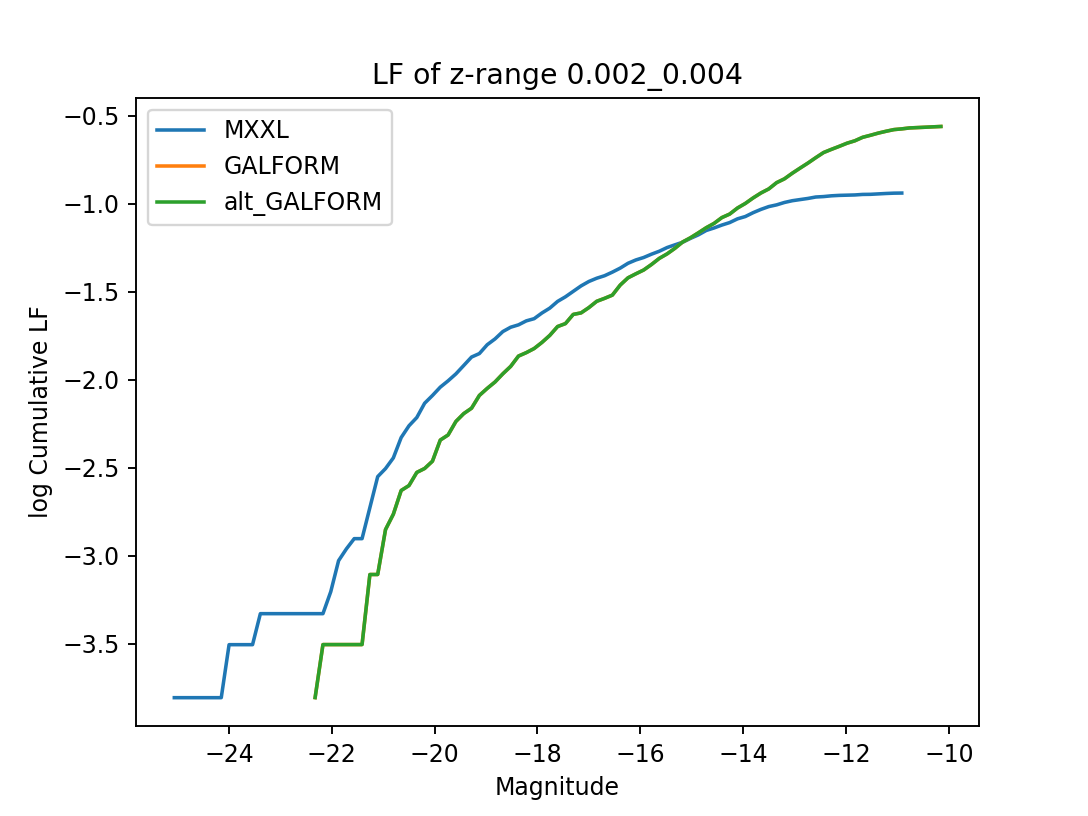 LF of z-range 0.002_0.004
MXXL
GALFORM
alt_GALFORM
−0.5
−1.0
−1.5
−2.0
−2.5
−3.0
−3.5
log Cumulative LF
−24 −22 −20 −18 −16 −14 −12 −10
Magnitude